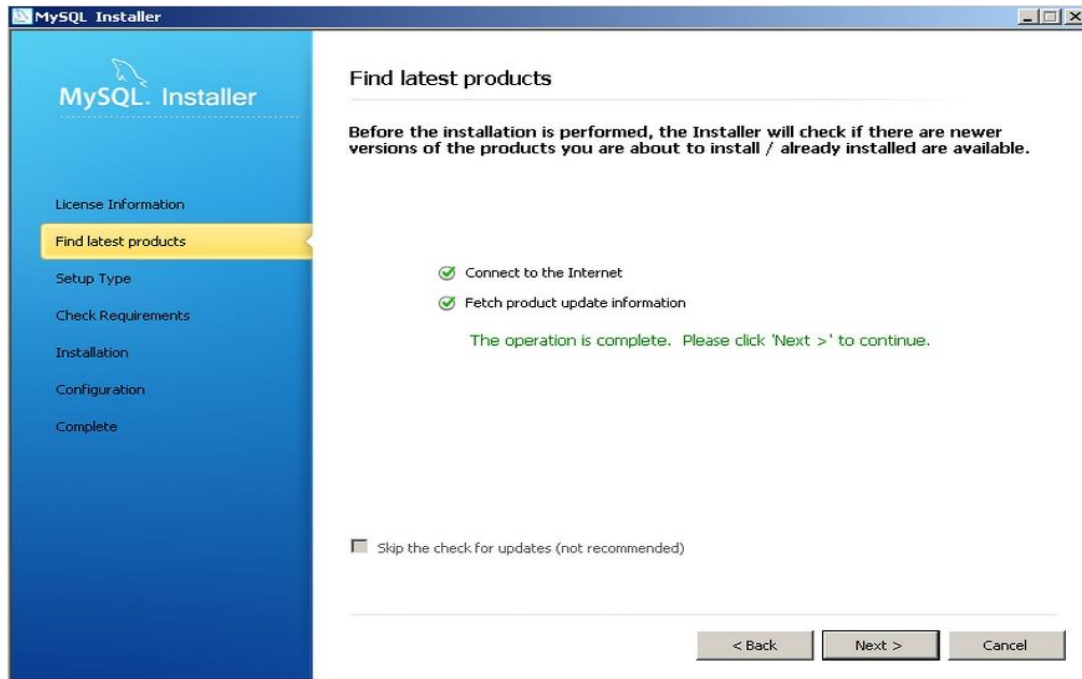 MySQL Installer
MySQL. Installer
License Information
Find latest products
Setup Type
Check Requirements
Installation
Configuration
Complete
Find latest products
Before the installation is performed, the Installer will check if there are newer
versions of the products you are about to install / already installed are available.
Connect to the Internet
Fetch product update information
The operation is complete. Please click 'Next >' to continue.
Skip the check for updates (not recommended)
< Back
Next >
Cancel